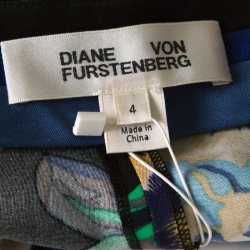 DIANE VON
FURSTENBERG
4
Made in
China